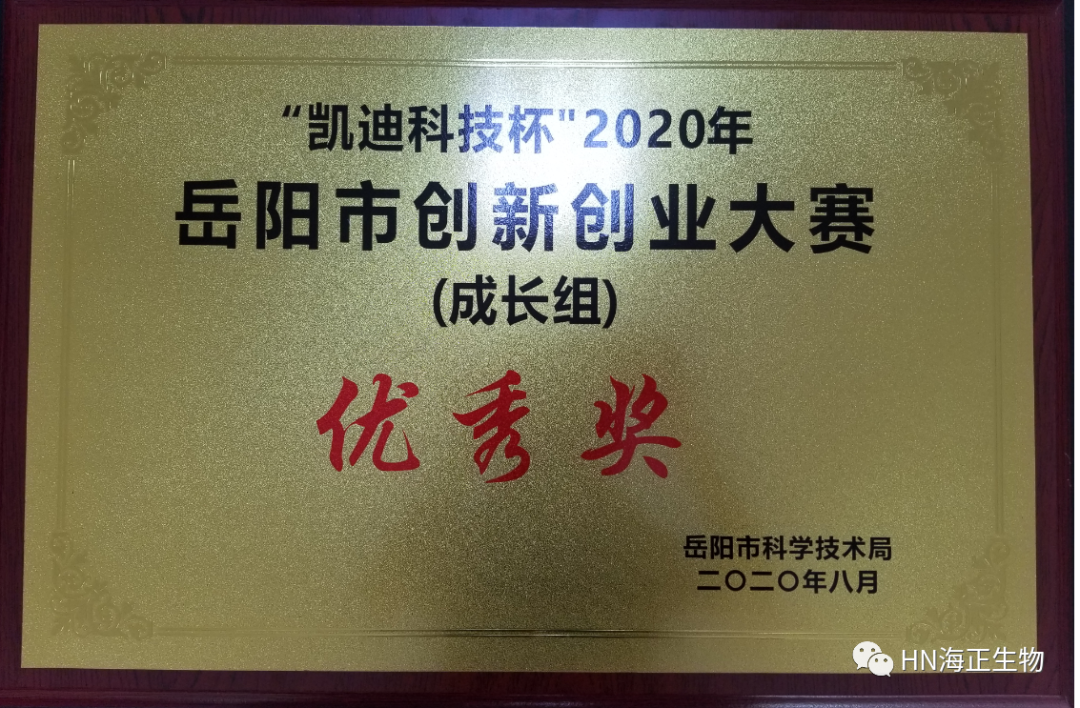 “凯迪科技杯"2020年
岳阳市创新创业大赛
(成长组)
优秀奖
岳阳市科学技术局
二〇二〇年八月
HN海正生物